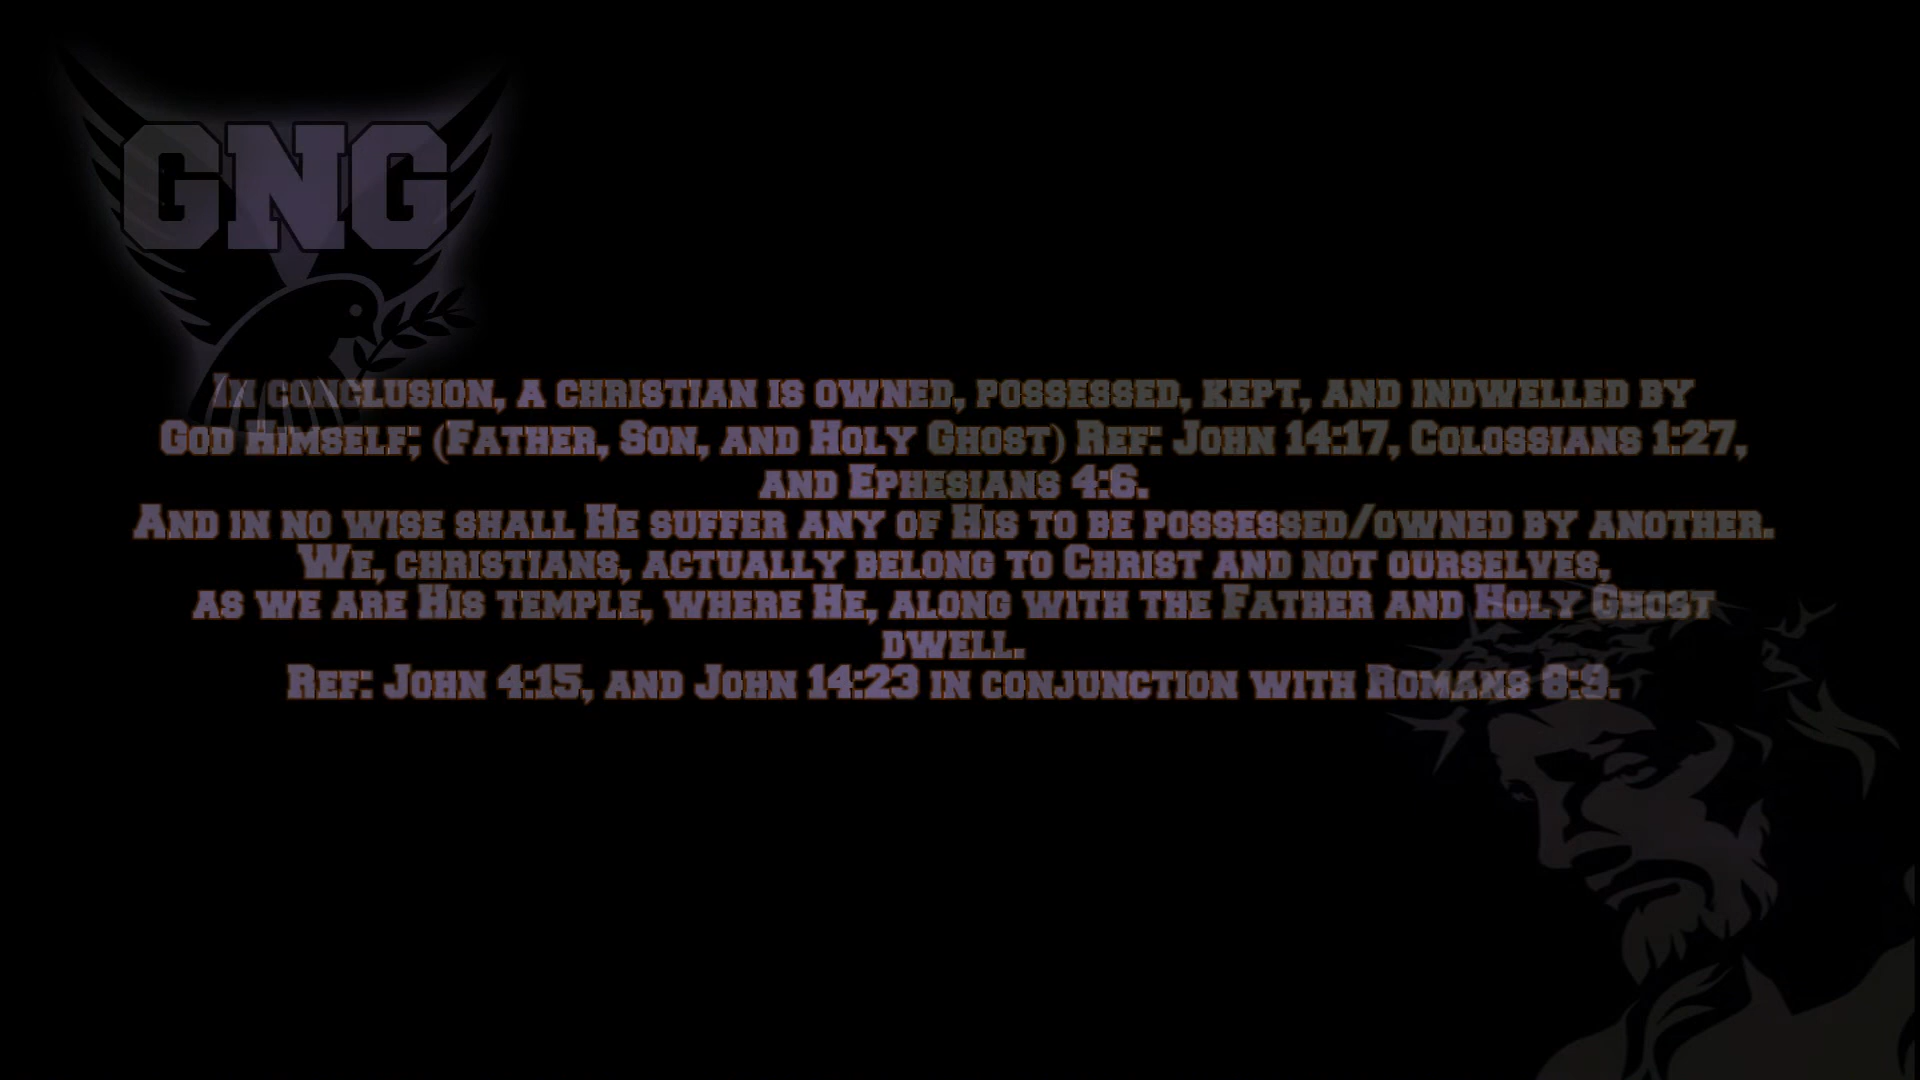 GNG
In conclusion, a christian is owned, possessed, kept, and indwelled by
God Himself; (Father, Son, and Holy Ghost) Ref: John 14:17, Colossians 1:27,
and Ephesians 4:6.
And in no wise shall He suffer any of His to be possessed/owned by another.
We, christians, actually belong to Christ and not ourselves,
as we are His temple, where He, along with the Father and Holy Ghost
dwell.
Ref: John 4:15, and John 14:23 in conjunction with Romans 8:9.